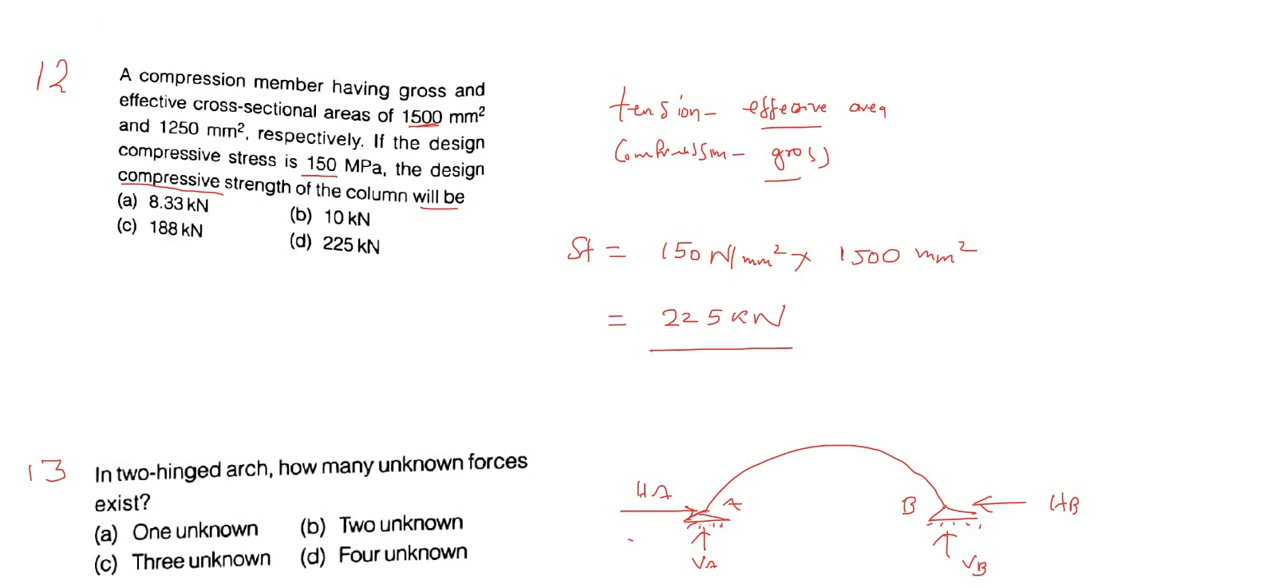 12
A compression member having gross and
effective cross-sectional areas of 1500 mm²
and 1250 mm², respectively. If the design
compressive stress is 150 MPa, the design
compressive strength of the column will be
(a) 8.33 kN
(b) 10 kN
(c) 188 kN
(d) 225 kN
tension- effective area
Compression- gross
St = 150 N/mm² x 1500 mm²
= 225 KN
13
In two-hinged arch, how many unknown forces
exist?
(a) One unknown
(b) Two unknown
(c) Three unknown
(d) Four unknown
HA
A
B
HB
VA
VB